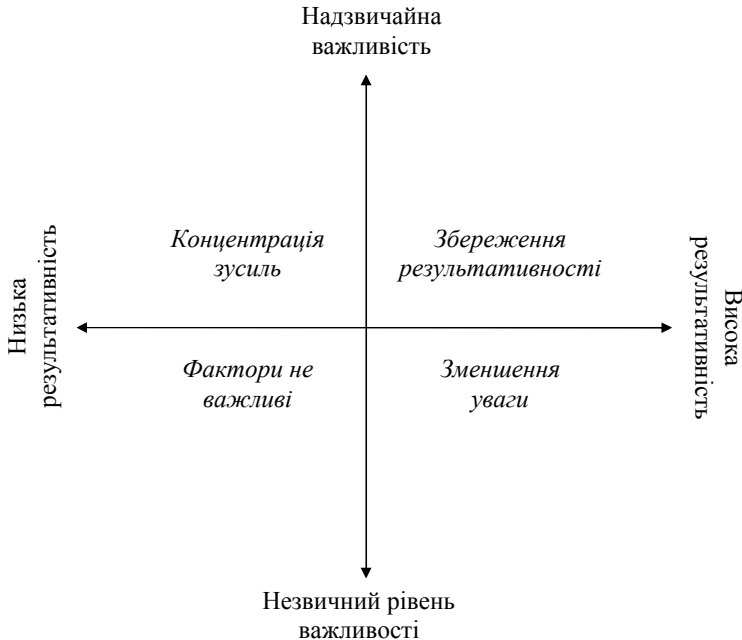 Надзвичайна
важливість
Концентрація
зусиль
Збереження
результативності
Низька
результативність
Висока
результативність
Фактори не
важливі
Зменшення
уваги
Незвичний рівень
важливості